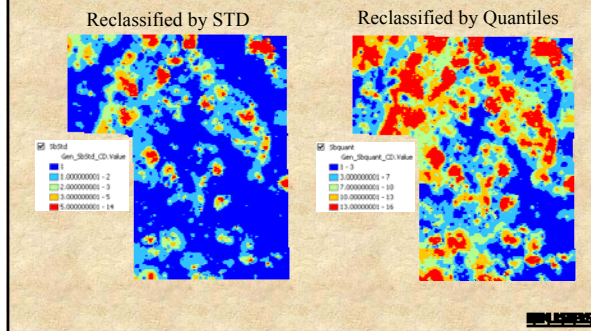 Reclassified by STD
Reclassified by Quantiles
SbStd
Gen_SbStd_CD.Value
1
1.000000001 - 2
2.000000001 - 3
3.000000001 - 5
5.000000001 - 14
Sbquant
Gen_Sbquant_CD.Value
1 - 3
3.000000001 - 7
7.000000001 - 10
10.00000001 - 13
13.00000001 - 16